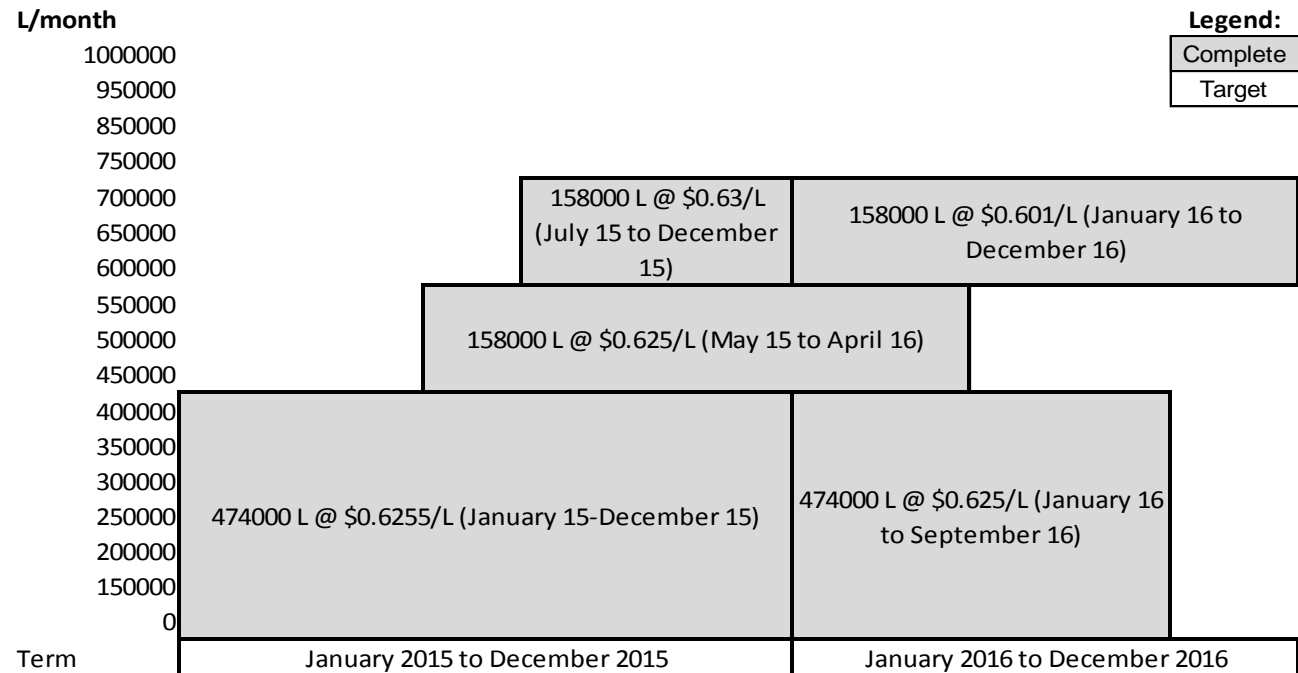 L/month
Legend:
1000000
Complete
950000
Target
850000
750000
700000
650000
600000
158000 L @ $0.63/L
(July 15 to December
15)
158000 L @ $0.601/L (January 16 to
December 16)
550000
500000
450000
158000 L @ $0.625/L (May 15 to April 16)
400000
350000
300000
250000
200000
150000
0
474000 L @ $0.6255/L (January 15-December 15)
474000 L @ $0.625/L (January 16
to September 16)
Term
January 2015 to December 2015
January 2016 to December 2016